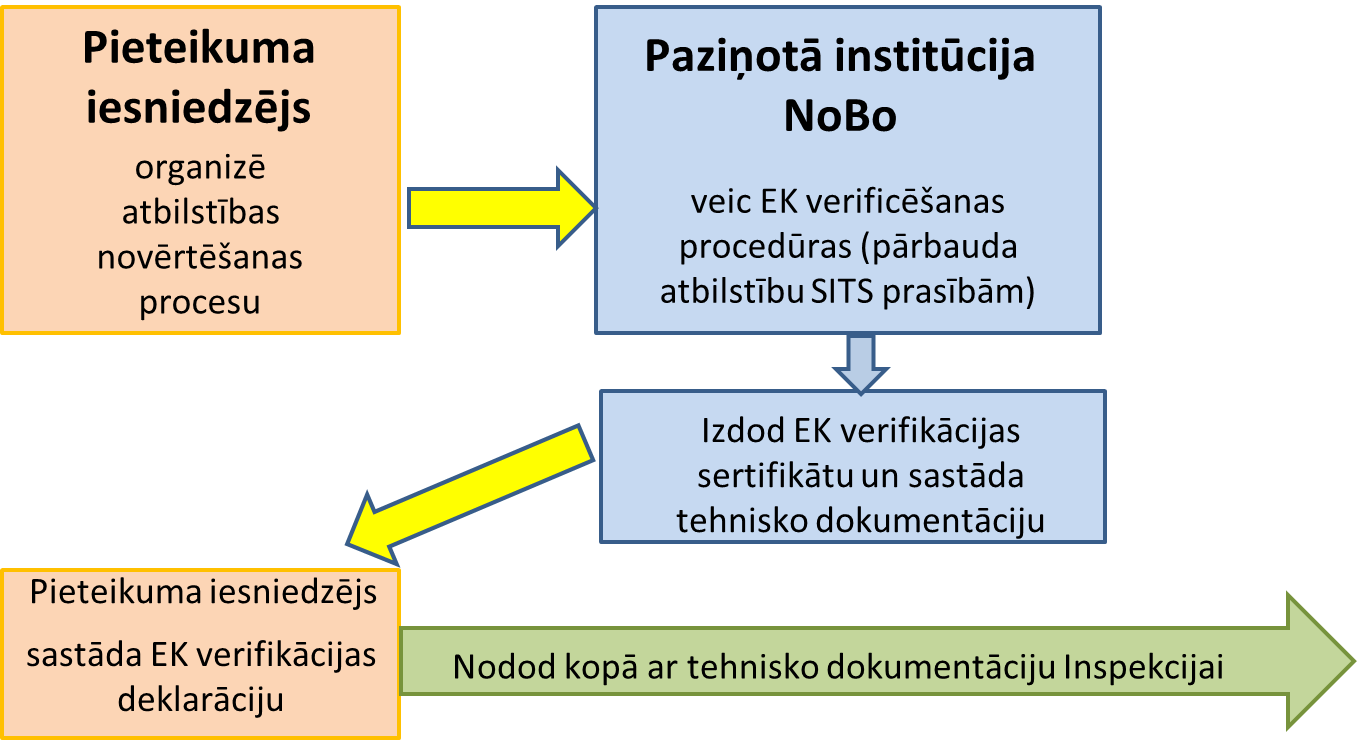 Pieteikuma
iesniedzējs
organizē
atbilstības
novērtēšanas
procesu
Paziņotā institūcija
NoBo
veic EK verificēšanas
procedūras (pārbauda
atbilstību SITS prasībām)
Izdod EK verifikācijas
sertifikātu un sastāda
tehnisko dokumentāciju
Pieteikuma iesniedzējs
sastāda EK verifikācijas
deklarāciju
Nodod kopā ar tehnisko dokumentāciju Inspekcijai